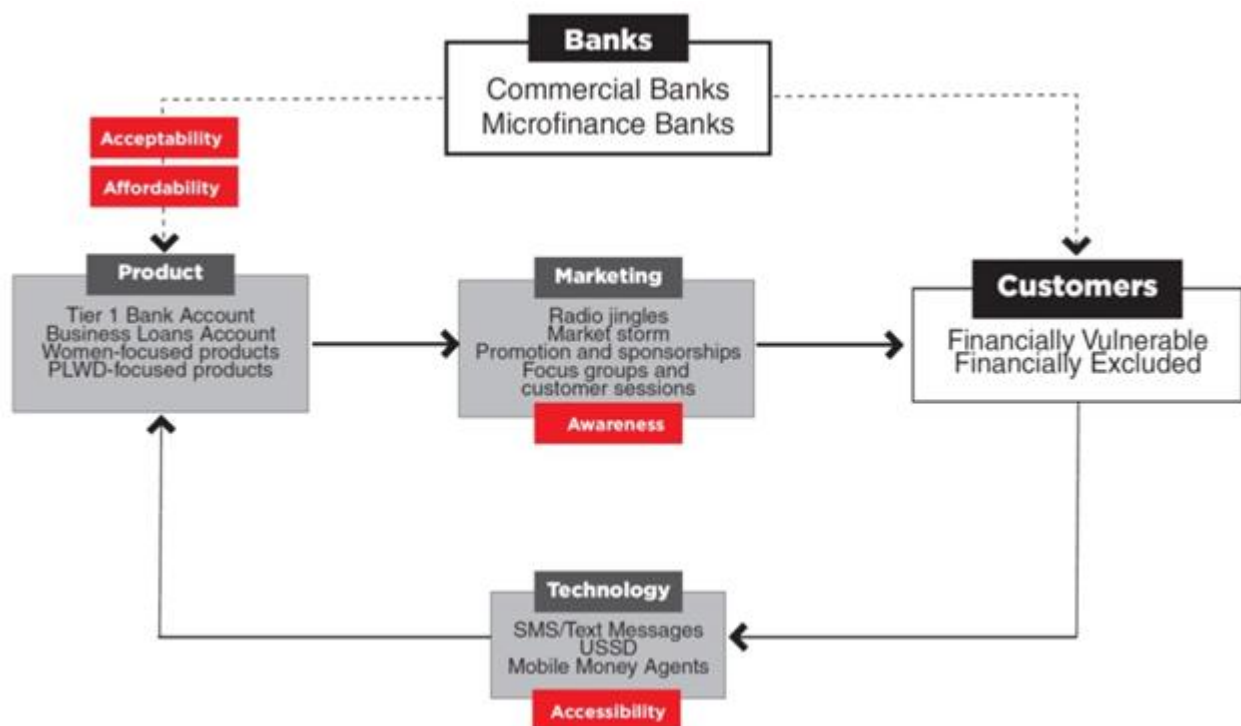 Banks
Commercial Banks
Microfinance Banks
Acceptability
Affordability
Product
Tier 1 Bank Account
Business Loans Account
Women-focused products
PLWD-focused products
Marketing
Radio jingles
Market storm
Promotion and sponsorships
Focus groups and
customer sessions
Awareness
Customers
Financially Vulnerable
Financially Excluded
Technology
SMS/Text Messages
USSD
Mobile Money Agents
Accessibility